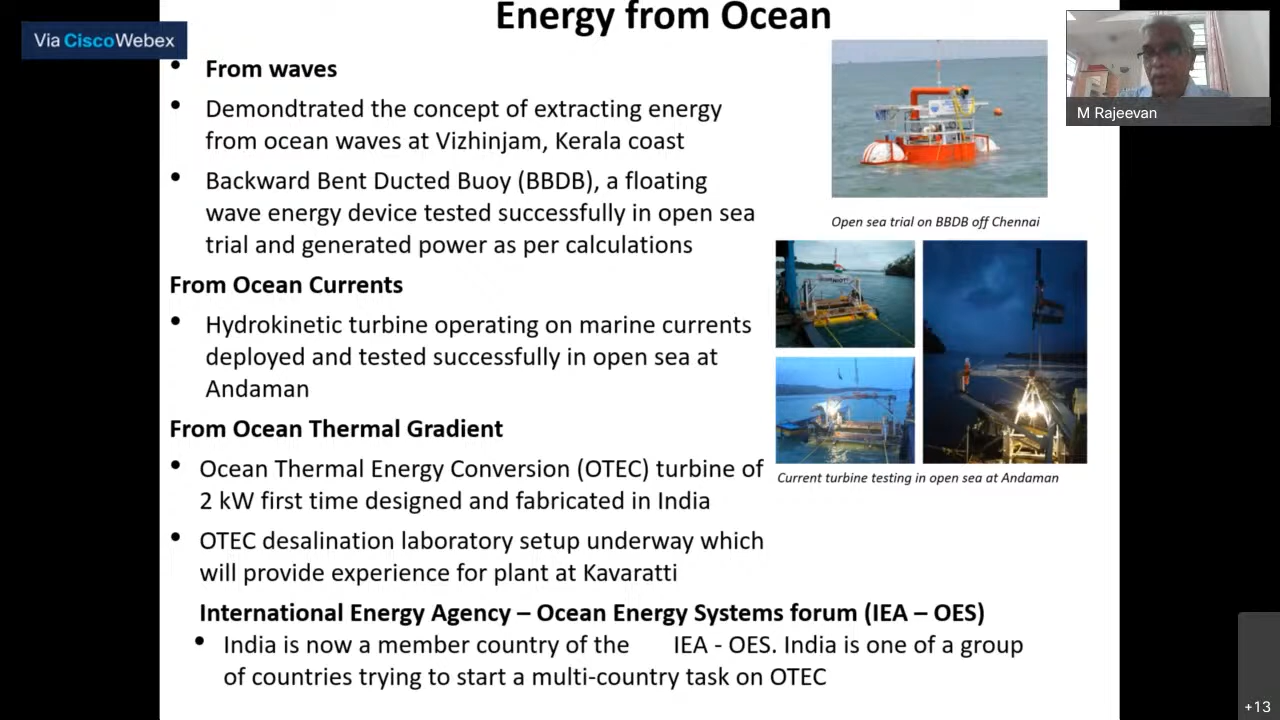 Energy from Ocean
Via CiscoWebex
M Rajeevan
From waves
Demondtrated the concept of extracting energy
from ocean waves at Vizhinjam, Kerala coast
Backward Bent Ducted Buoy (BBDB), a floating
wave energy device tested successfully in open sea
trial and generated power as per calculations
Open sea trial on BBDB off Chennai
From Ocean Currents
Hydrokinetic turbine operating on marine currents
deployed and tested successfully in open sea at
Andaman
From Ocean Thermal Gradient
Ocean Thermal Energy Conversion (OTEC) turbine of
2 kW first time designed and fabricated in India
Current turbine testing in open sea at Andaman
OTEC desalination laboratory setup underway which
will provide experience for plant at Kavaratti
International Energy Agency – Ocean Energy Systems forum (IEA – OES)
India is now a member country of the IEA - OES. India is one of a group
of countries trying to start a multi-country task on OTEC
+13